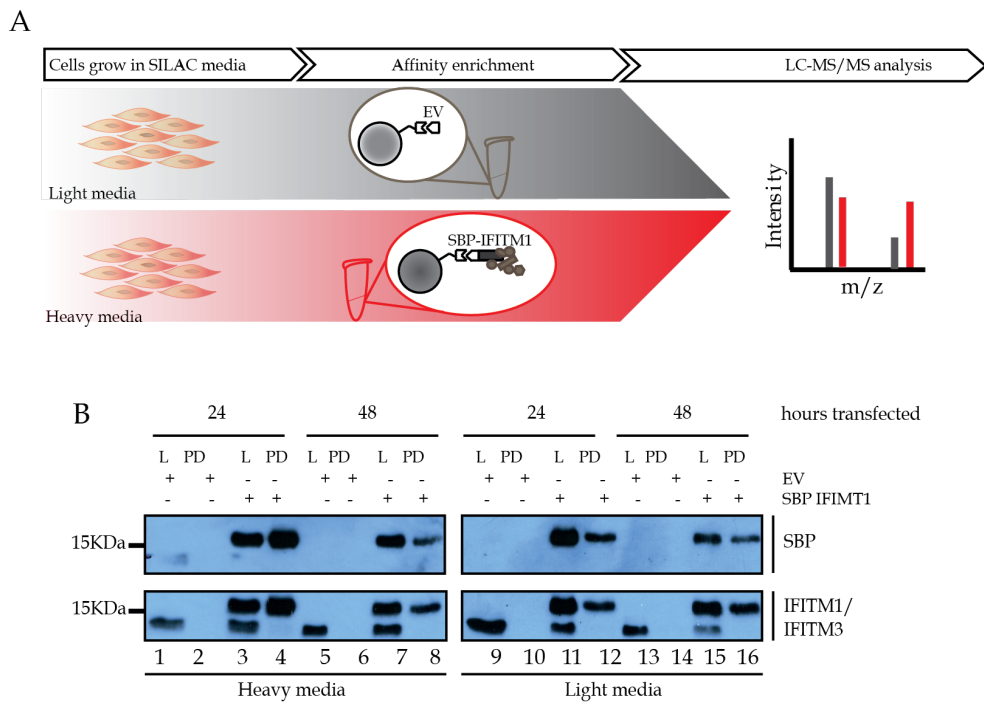 A
Cells grow in SILAC media
Affinity enrichment
LC-MS/MS analysis
EV
Light media
SBP-IFITM1
Heavy media
Intensity
m/z
B
24 48 24 48 hours transfected
L PD L PD L PD L PD L PD L PD L PD L PD
+ + - - + + - - + + - - + + - - EV
- - + + - - + + - - + + - - + + SBP IFIMT1
15KDa SBP
15KDa IFITM1/
IFITM3
1 2 3 4 5 6 7 8 9 10 11 12 13 14 15 16
Heavy media Light media